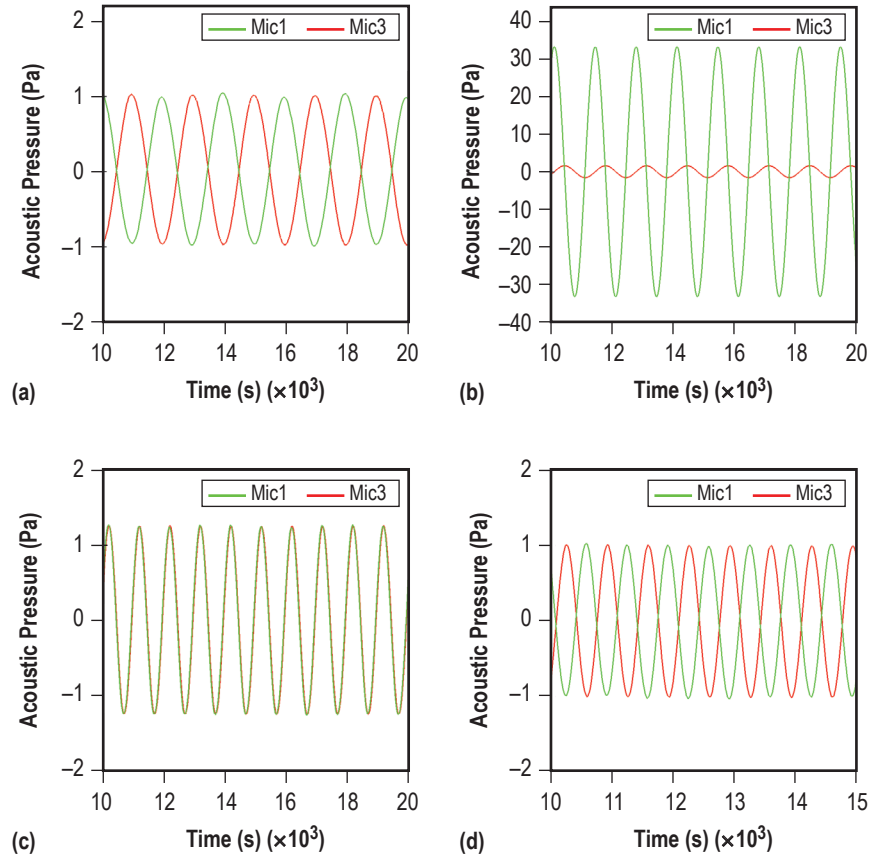 Mic1 Mic3
Acoustic Pressure (Pa)
2
1
0
–1
–2
10 12 14 16 18 20
Time (s) (×10³)
(a)
Mic1 Mic3
Acoustic Pressure (Pa)
40
30
20
10
0
–10
–20
–30
–40
10 12 14 16 18 20
Time (s) (×10³)
(b)
Mic1 Mic3
Acoustic Pressure (Pa)
2
1
0
–1
–2
10 12 14 16 18 20
Time (s) (×10³)
(c)
Mic1 Mic3
Acoustic Pressure (Pa)
2
1
0
–1
–2
10 11 12 13 14 15
Time (s) (×10³)
(d)